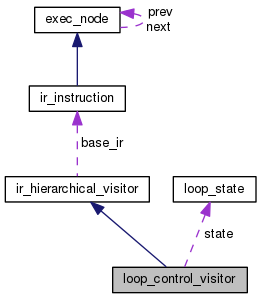 exec_node
prev
next
ir_instruction
base_ir
ir_hierarchical_visitor
loop_state
state
loop_control_visitor